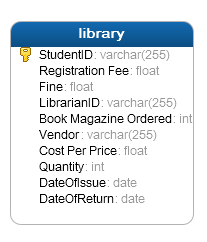 library
StudentID: varchar(255)
Registration Fee: float
Fine: float
LibrarianID: varchar(255)
Book Magazine Ordered: int
Vendor: varchar(255)
Cost Per Price: float
Quantity: int
DateOfIssue: date
DateOfReturn: date